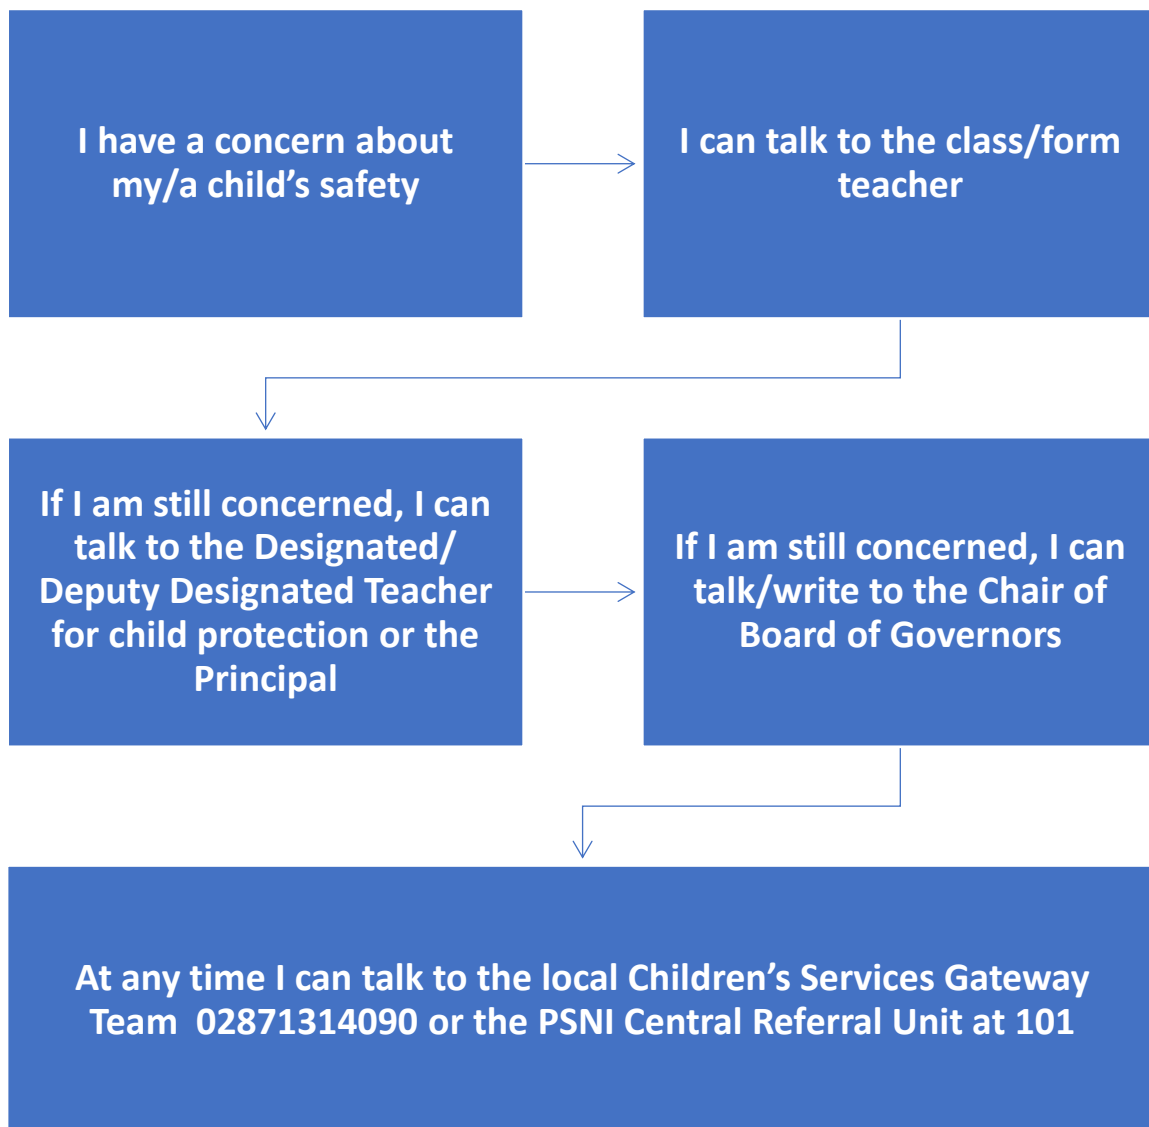 I have a concern about
my/a child’s safety
I can talk to the class/form
teacher
If I am still concerned, I can
talk to the Designated/
Deputy Designated Teacher
for child protection or the
Principal
If I am still concerned, I can
talk/write to the Chair of
Board of Governors
At any time I can talk to the local Children’s Services Gateway
Team  02871314090 or the PSNI Central Referral Unit at 101